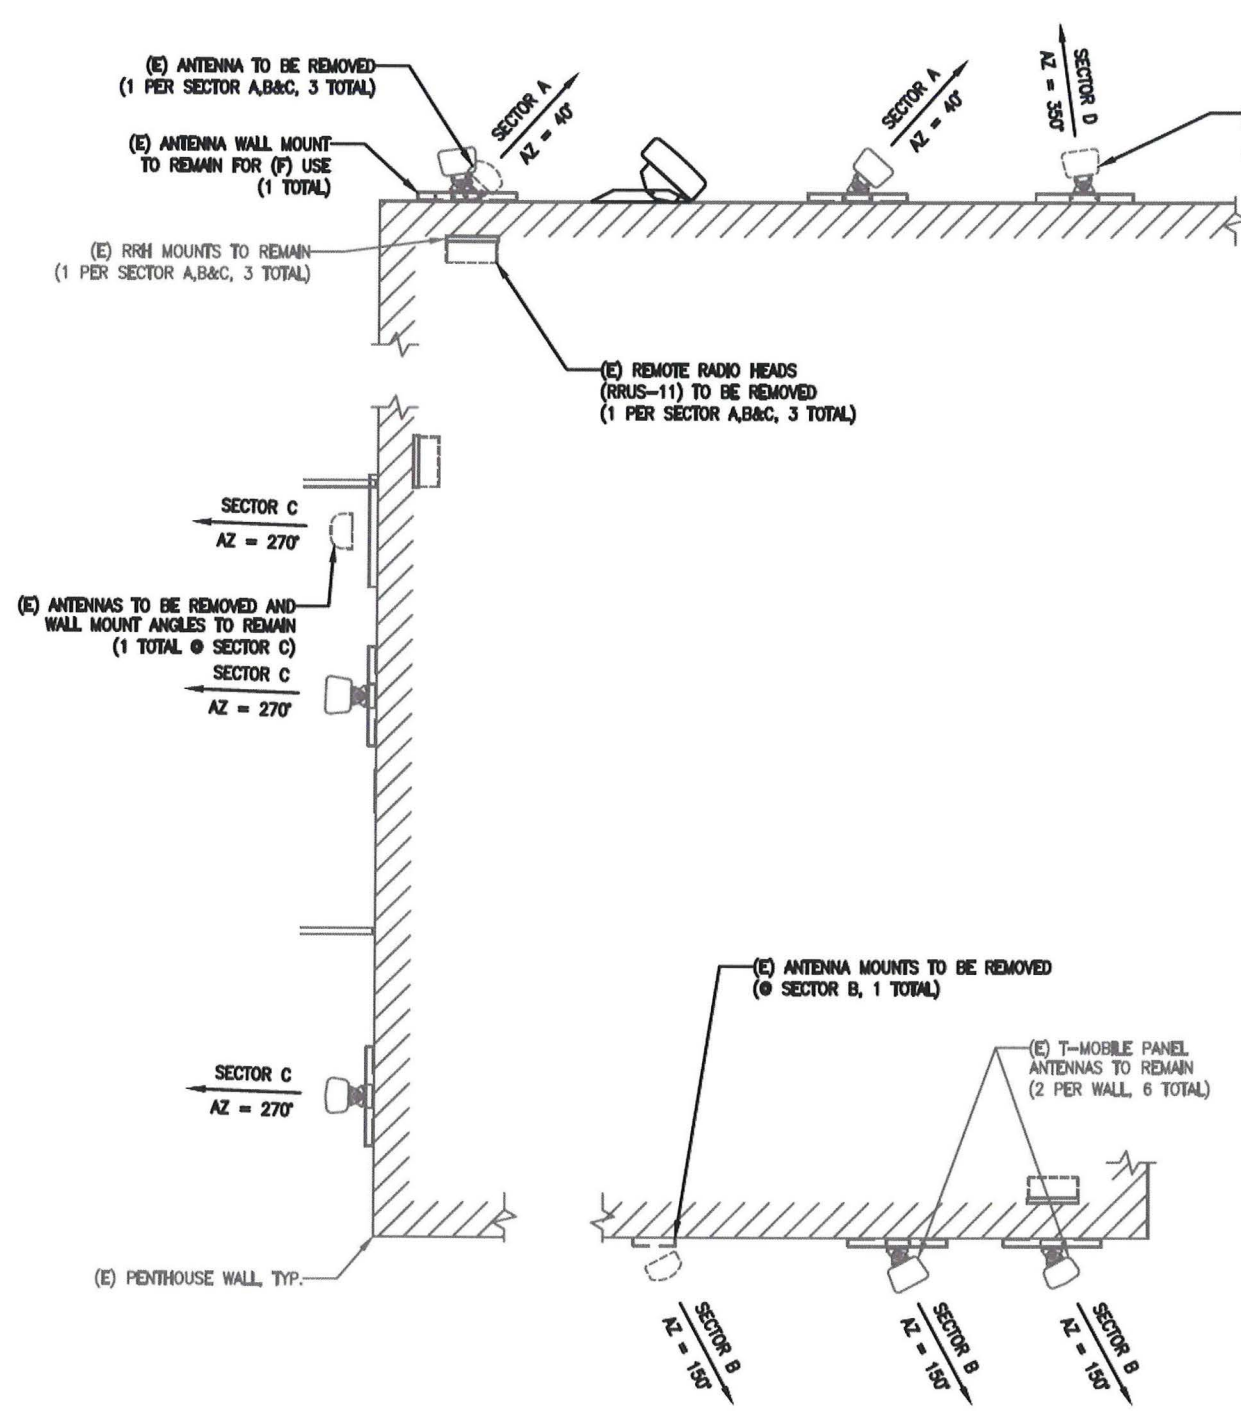 (E) ANTENNA TO BE REMOVED
(1 PER SECTOR A,B&C, 3 TOTAL)
SECTOR A
AZ = 40°
SECTOR A
AZ = 40°
SECTOR D
AZ = 350°
(E) ANTENNA WALL MOUNT
TO REMAIN FOR (F) USE
(1 TOTAL)
(E) RRH MOUNTS TO REMAIN
(1 PER SECTOR A,B&C, 3 TOTAL)
(E) REMOTE RADIO HEADS
(RRUS-11) TO BE REMOVED
(1 PER SECTOR A,B&C, 3 TOTAL)
SECTOR C
AZ = 270°
(E) ANTENNAS TO BE REMOVED AND
WALL MOUNT ANGLES TO REMAIN
(1 TOTAL @ SECTOR C)
SECTOR C
AZ = 270°
(E) ANTENNA MOUNTS TO BE REMOVED
(@ SECTOR B, 1 TOTAL)
(E) T-MOBILE PANEL
ANTENNAS TO REMAIN
(2 PER WALL, 6 TOTAL)
SECTOR C
AZ = 270°
(E) PENTHOUSE WALL, TYP.
SECTOR B
AZ = 150°
SECTOR B
AZ = 150°
SECTOR B
AZ = 150°